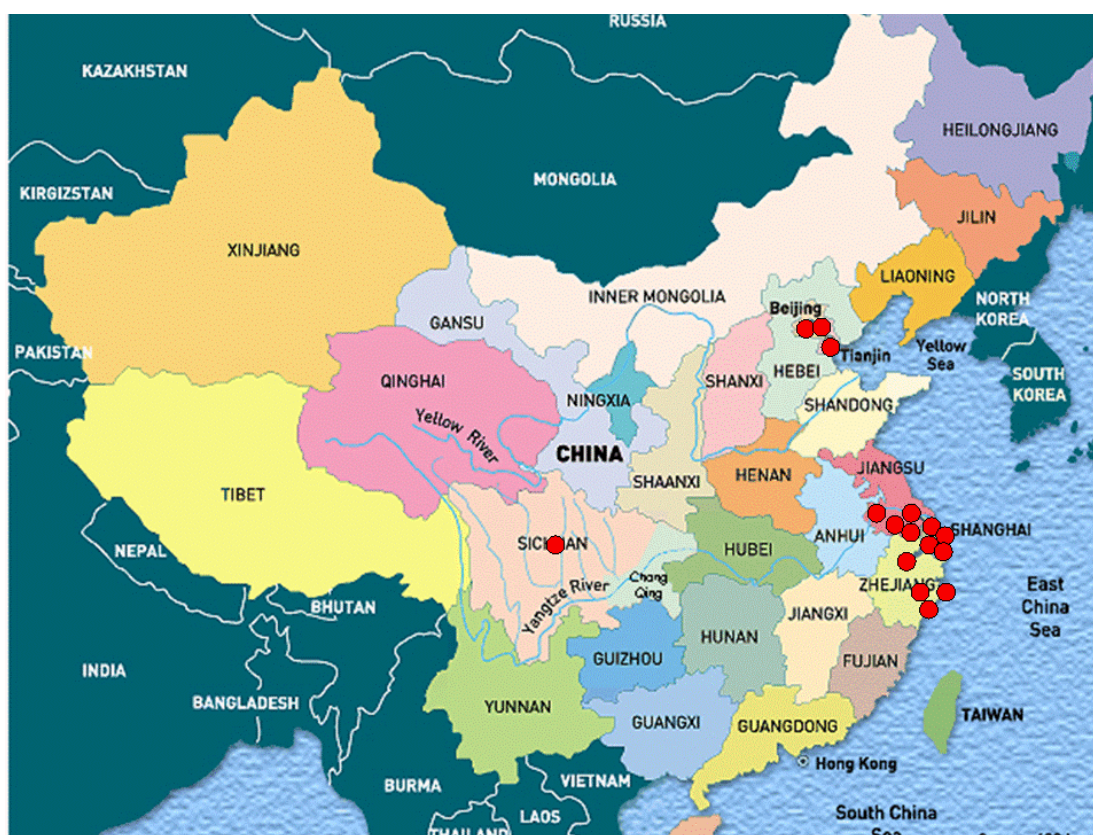 RUSSIA
KAZAKHSTAN
HEILONGJIANG
MONGOLIA
KIRGIZSTAN
JILIN
XINJIANG
LIAONING
INNER MONGOLIA
NORTH
KOREA
Beijing
GANSU
Yellow
Sea
PAKISTAN
Tianjin
SOUTH
KOREA
QINGHAI
SHANXI
HEBEI
NINGXIA
SHANDONG
Yellow River
CHINA
JIANGSU
HENAN
SHAANXI
TIBET
SHANGHAI
ANHUI
NEPAL
HUBEI
Chang
Qing
ZHEJIANG
East
China
Sea
BHUTAN
Yangtze River
JIANGXI
HUNAN
INDIA
GUIZHOU
FUJIAN
BANGLADESH
YUNNAN
TAIWAN
GUANGXI
GUANGDONG
Hong Kong
BURMA
VIETNAM
LAOS
South China
THAILAND